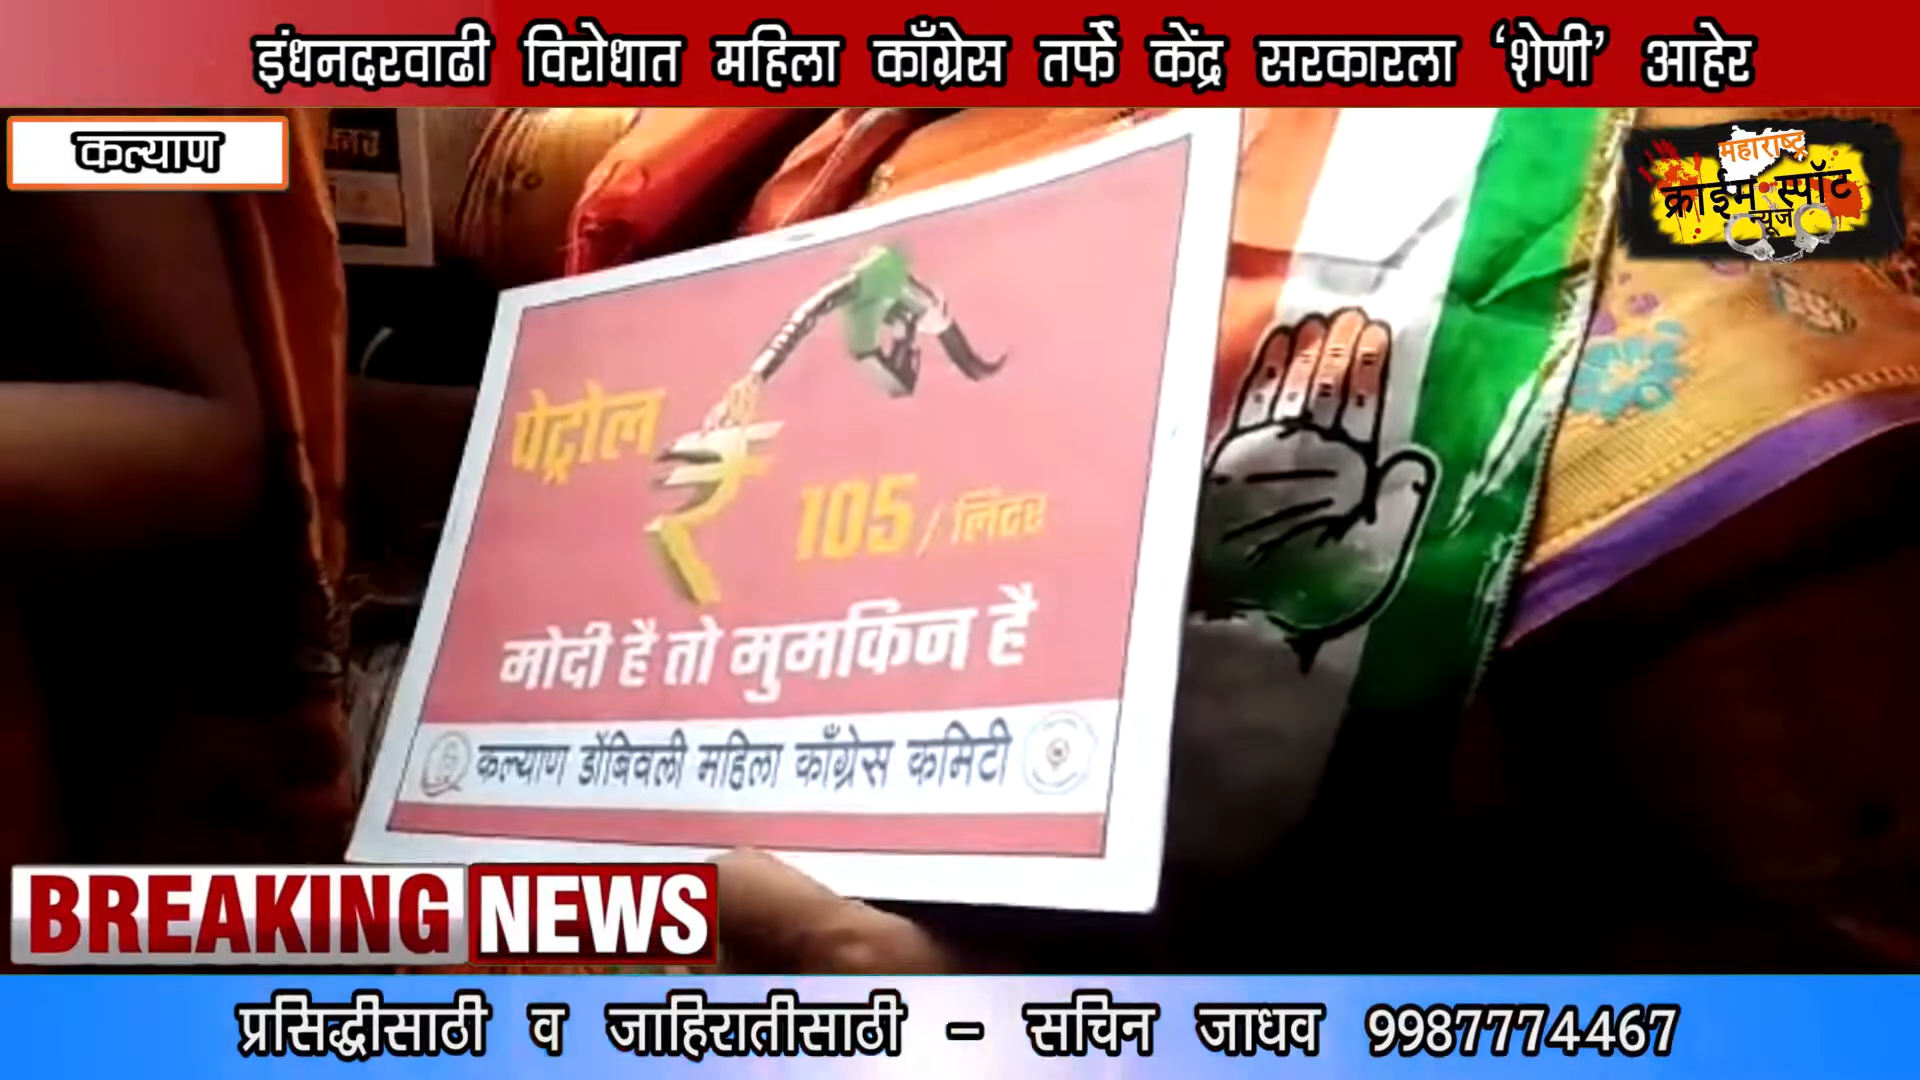 इंधनदरवाढी विरोधात महिला काँग्रेस तर्फे केंद्र सरकारला ‘शेणी’ आहेर
कल्याण
महाराष्ट्र
क्राईम स्पॉट
न्यूज
पेट्रोल
₹ 105 / लिटर
मोदी है तो मुमकिन है
कल्याण डोंबिवली महिला काँग्रेस कमिटी
BREAKING NEWS
प्रसिद्धीसाठी व जाहिरातीसाठी – सचिन जाधव 9987774467